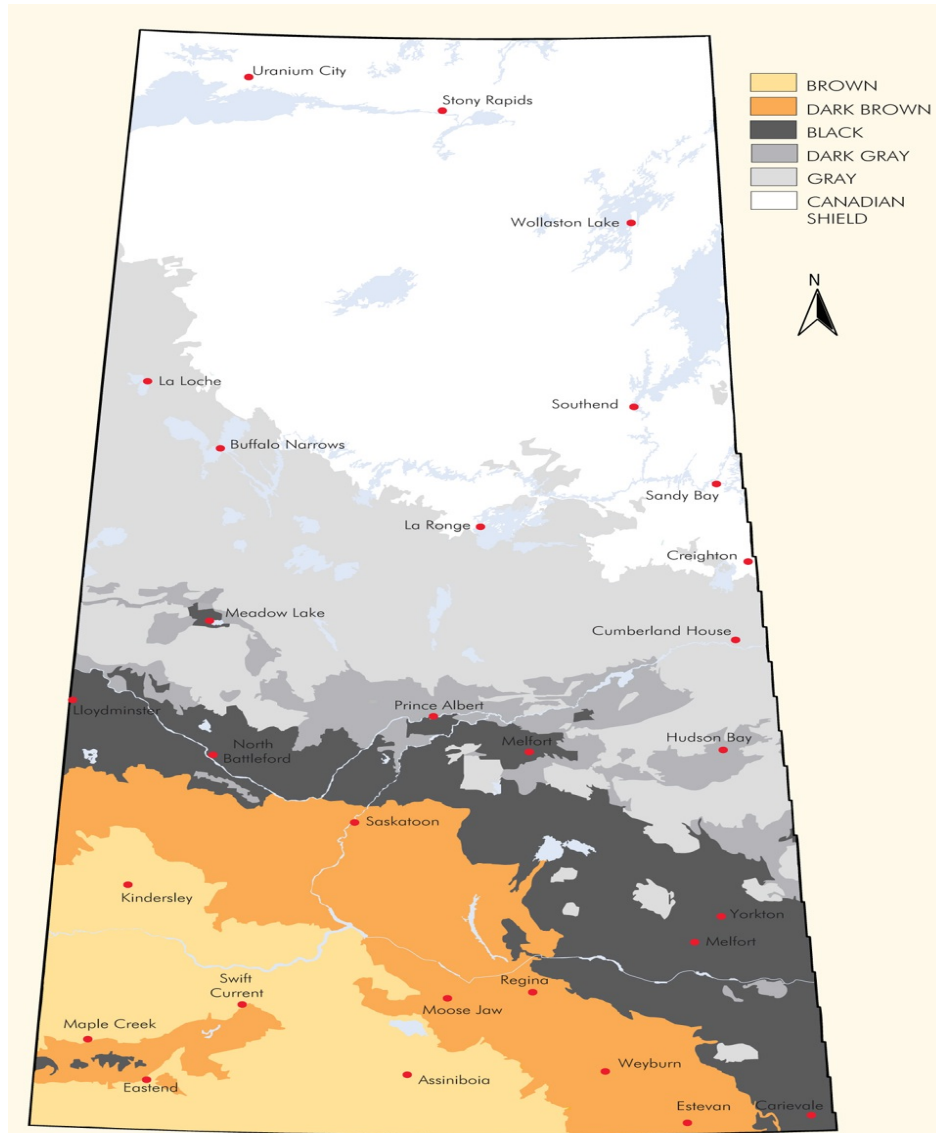 Uranium City
Stony Rapids
BROWN
DARK BROWN
BLACK
DARK GRAY
GRAY
CANADIAN
SHIELD
Wollaston Lake
N
La Loche
Southend
Buffalo Narrows
Sandy Bay
La Ronge
Creighton
Meadow Lake
Cumberland House
Lloydminster
Prince Albert
North
Battleford
Melfort
Hudson Bay
Saskatoon
Kindersley
Yorkton
Melfort
Swift
Current
Regina
Moose Jaw
Maple Creek
Eastend
Assiniboia
Weyburn
Estevan
Carievale